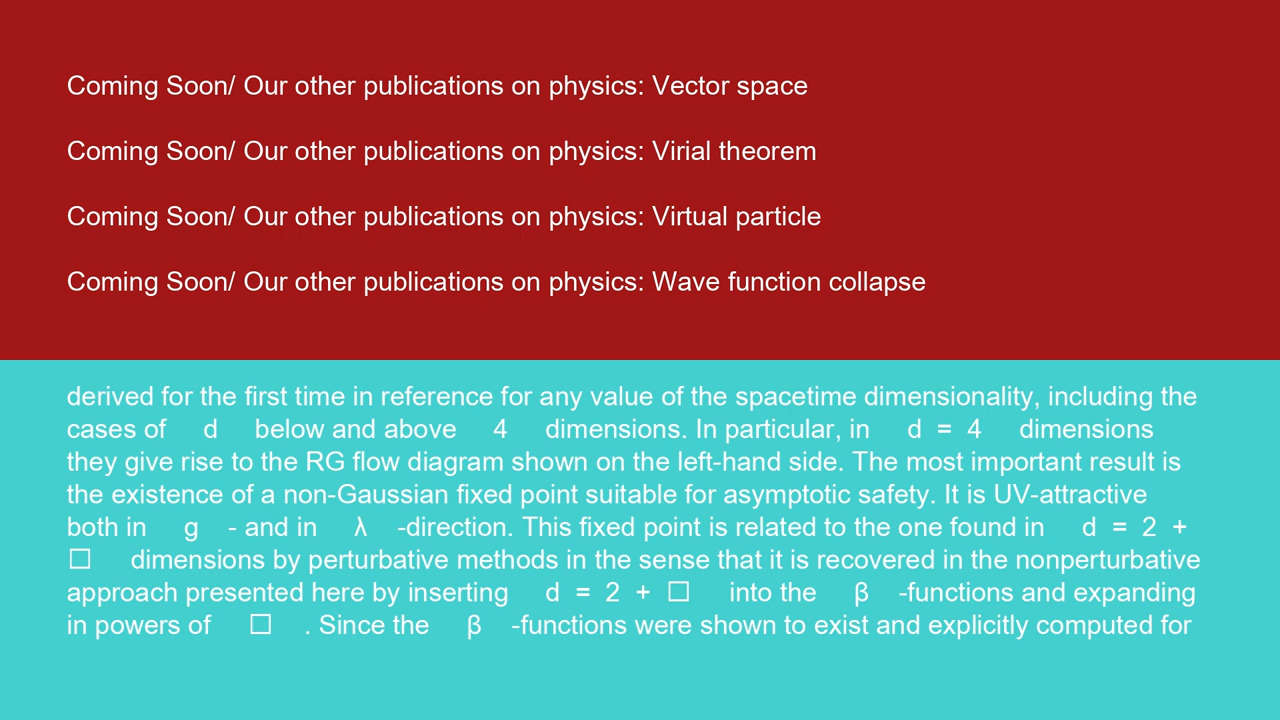 Coming Soon/ Our other publications on physics: Vector space
Coming Soon/ Our other publications on physics: Virial theorem
Coming Soon/ Our other publications on physics: Virtual particle
Coming Soon/ Our other publications on physics: Wave function collapse
derived for the first time in reference for any value of the spacetime dimensionality, including the
cases of d below and above 4 dimensions. In particular, in d = 4 dimensions
they give rise to the RG flow diagram shown on the left-hand side. The most important result is
the existence of a non-Gaussian fixed point suitable for asymptotic safety. It is UV-attractive
both in g - and in λ -direction. This fixed point is related to the one found in d = 2 +
☐ dimensions by perturbative methods in the sense that it is recovered in the nonperturbative
approach presented here by inserting d = 2 + ☐ into the β -functions and expanding
in powers of ☐ . Since the β -functions were shown to exist and explicitly computed for